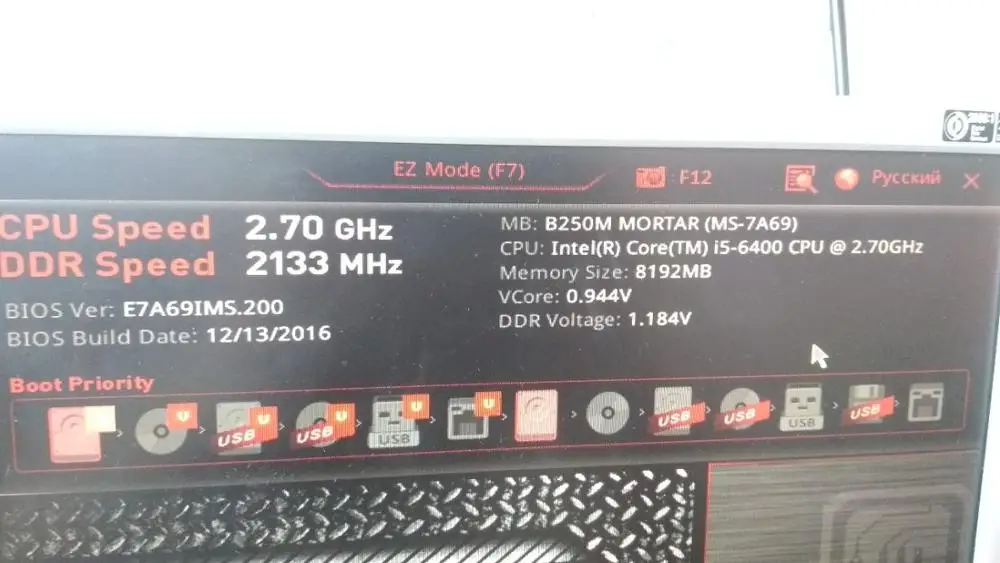 EZ Mode (F7)
F12
Русский
CPU Speed 2.70 GHz
DDR Speed 2133 MHz
MB: B250M MORTAR (MS-7A69)
CPU: Intel(R) Core(TM) i5-6400 CPU @ 2.70GHz
Memory Size: 8192MB
VCore: 0.944V
DDR Voltage: 1.184V
BIOS Ver: E7A69IMS.200
BIOS Build Date: 12/13/2016
Boot Priority
U USB U USB U USB U U USB USB USB USB